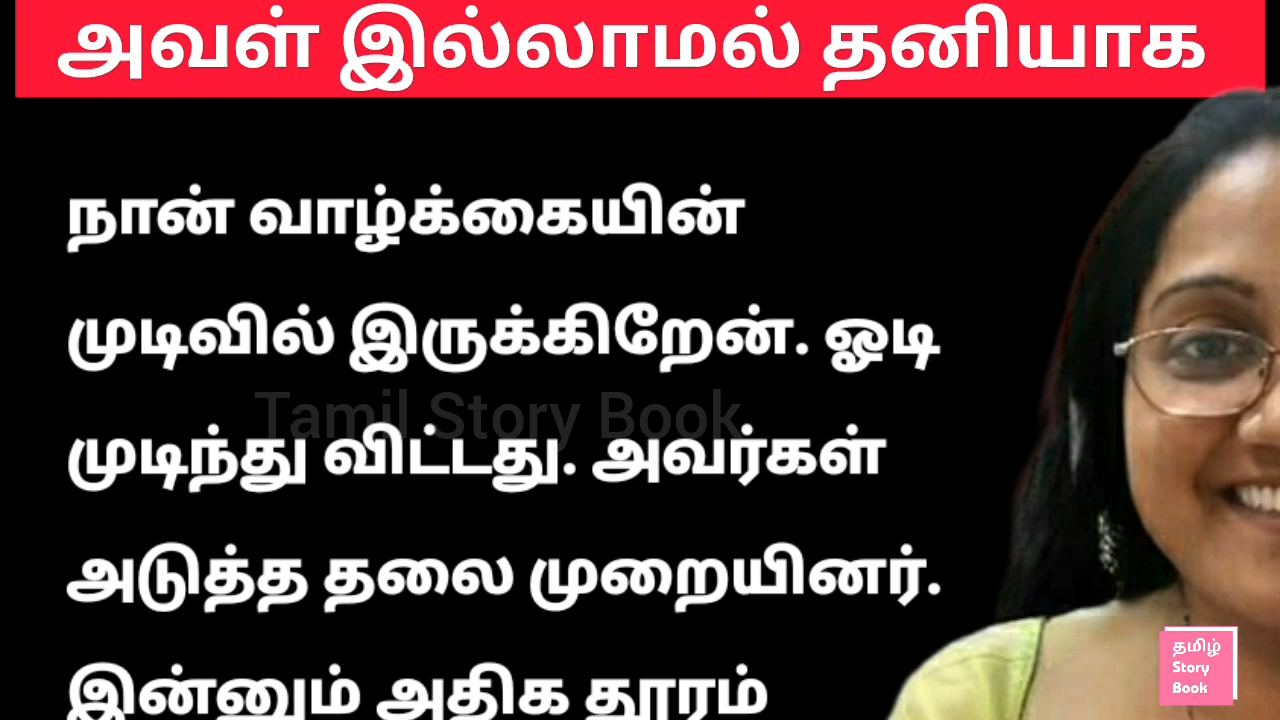 அவள் இல்லாமல் தனியாக
நான் வாழ்க்கையின்
முடிவில் இருக்கிறேன். ஓடி
Tamil Story Book
முடிந்து விட்டது. அவர்கள்
அடுத்த தலை முறையினர்.
இன்னும் அதிக தூரம்
தமிழ்
Story
Book